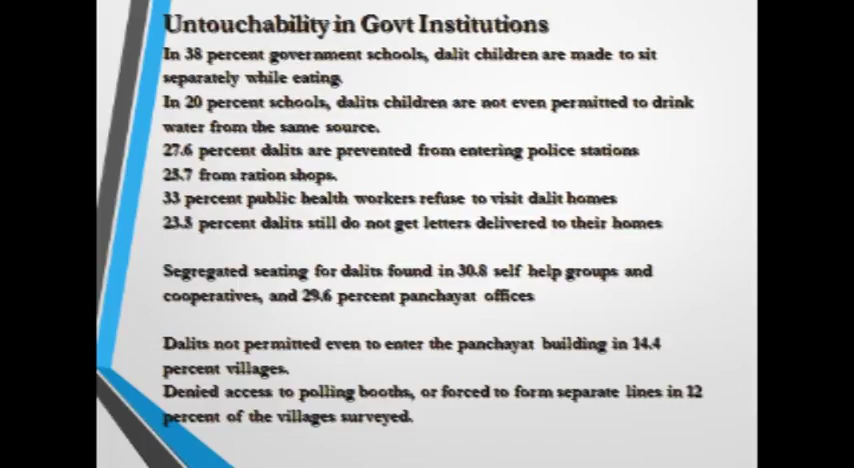 Untouchability in Govt Institutions
In 38 percent government schools, dalit children are made to sit
separately while eating.
In 20 percent schools, dalits children are not even permitted to drink
water from the same source.
27.6 percent dalits are prevented from entering police stations
25.7 from ration shops.
33 percent public health workers refuse to visit dalit homes
23.5 percent dalits still do not get letters delivered to their homes
Segregated seating for dalits found in 30.8 self help groups and
cooperatives, and 29.6 percent panchayat offices
Dalits not permitted even to enter the panchayat building in 14.4
percent villages.
Denied access to polling booths, or forced to form separate lines in 12
percent of the villages surveyed.